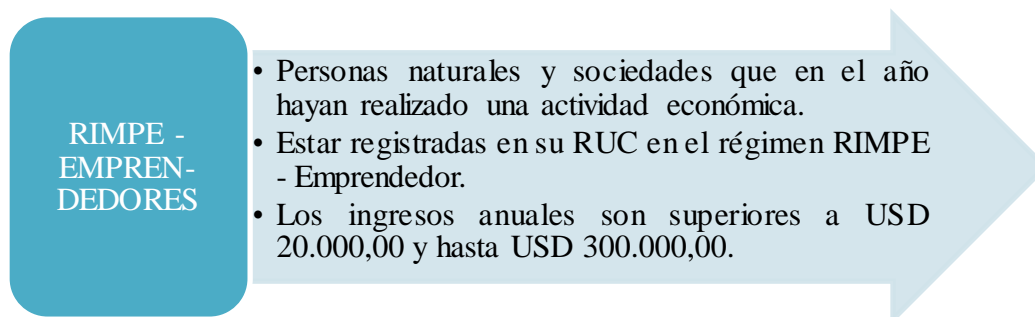 RIMPE -
EMPREN-
DEDORES
• Personas naturales y sociedades que en el año
hayan realizado una actividad económica.
• Estar registradas en su RUC en el régimen RIMPE
- Emprendedor.
• Los ingresos anuales son superiores a USD
20.000,00 y hasta USD 300.000,00.